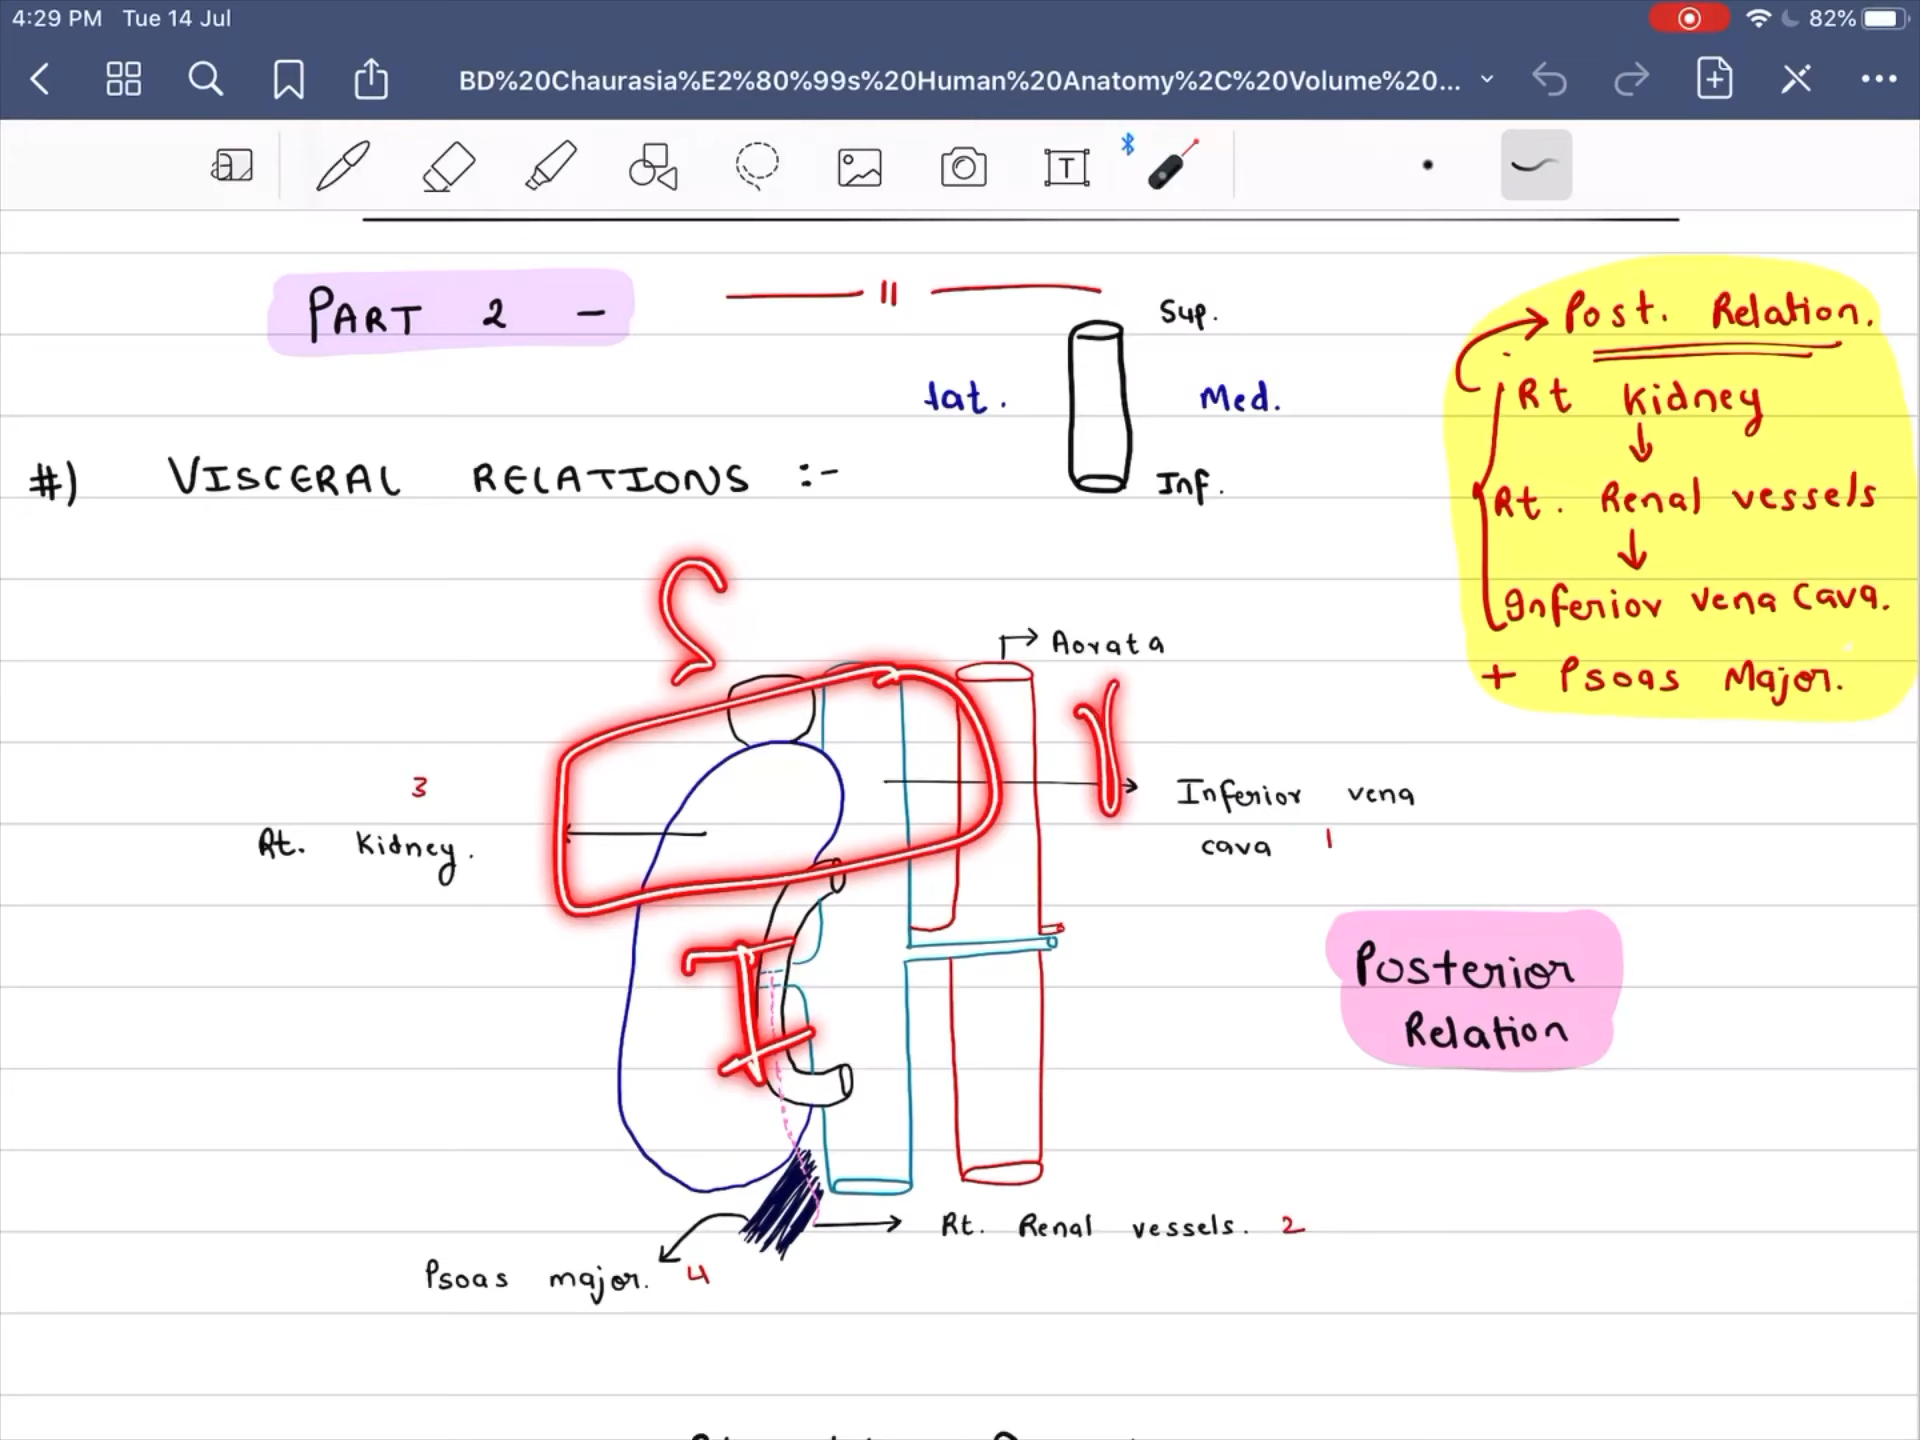 4:29 PM Tue 14 Jul
82%
BD%20Chaurasia%E2%80%99s%20Human%20Anatomy%2C%20Volume%20...
T
PART 2 -
11
Sup.
lat.
Med.
Inf.
Post. Relation.
Rt Kidney
Rt. Renal vessels
Inferior vena Cava.
+ Psoas Major.
#) VISCERAL RELATIONS :-
Aorata
3
Rt. Kidney.
Inferior vena
cava 1
Posterior
Relation
Rt. Renal vessels. 2
Psoas major. 4